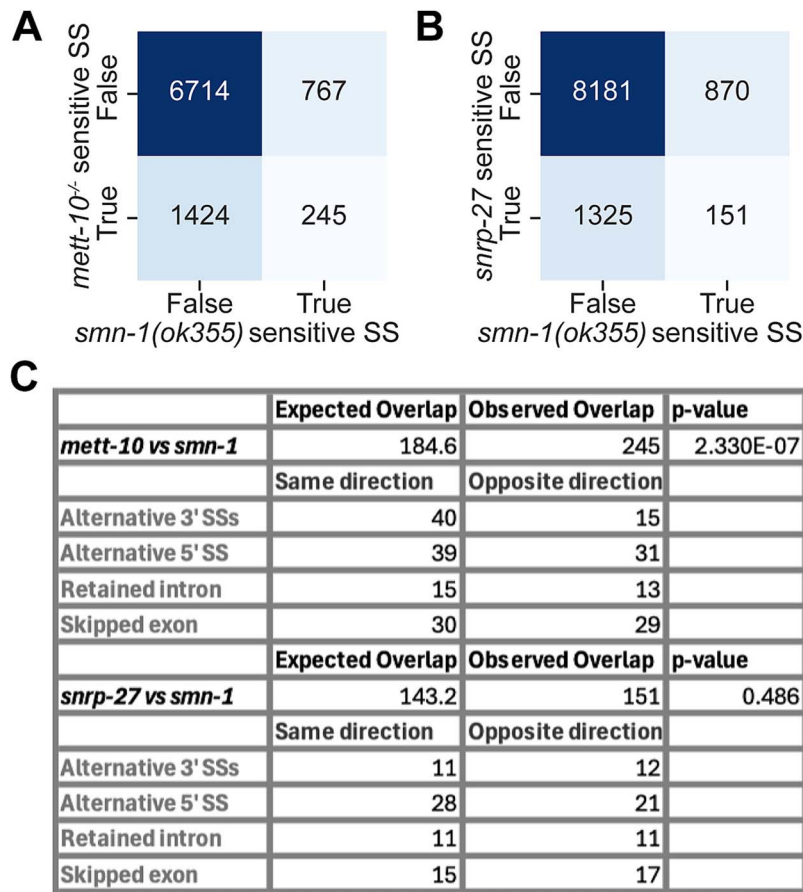 A
mett-10-/- sensitive SS
False
True
6714 767
1424 245
False True
smn-1(ok355) sensitive SS
B
snrp-27 sensitive SS
False
True
8181 870
1325 151
False True
smn-1(ok355) sensitive SS
C
Expected Overlap Observed Overlap p-value
mett-10 vs smn-1 184.6 245 2.330E-07
Same direction Opposite direction
Alternative 3' SSs 40 15
Alternative 5' SS 39 31
Retained intron 15 13
Skipped exon 30 29
Expected Overlap Observed Overlap p-value
snrp-27 vs smn-1 143.2 151 0.486
Same direction Opposite direction
Alternative 3' SSs 11 12
Alternative 5' SS 28 21
Retained intron 11 11
Skipped exon 15 17